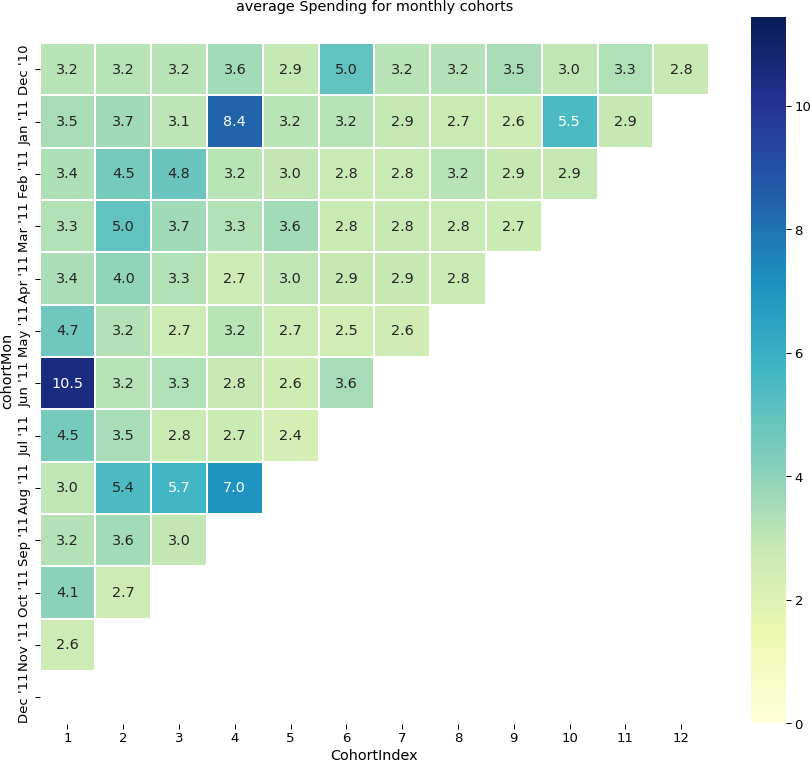 average Spending for monthly cohorts
cohortMon
Dec '10 3.2 3.2 3.2 3.6 2.9 5.0 3.2 3.2 3.5 3.0 3.3 2.8
Jan '11 3.5 3.7 3.1 8.4 3.2 3.2 2.9 2.7 2.6 5.5 2.9
Feb '11 3.4 4.5 4.8 3.2 3.0 2.8 2.8 3.2 2.9 2.9
Mar '11 3.3 5.0 3.7 3.3 3.6 2.8 2.8 2.8 2.7
Apr '11 3.4 4.0 3.3 2.7 3.0 2.9 2.9 2.8
May '11 4.7 3.2 2.7 3.2 2.7 2.5 2.6
Jun '11 10.5 3.2 3.3 2.8 2.6 3.6
Jul '11 4.5 3.5 2.8 2.7 2.4
Aug '11 3.0 5.4 5.7 7.0
Sep '11 3.2 3.6 3.0
Oct '11 4.1 2.7
Nov '11 2.6
Dec '11
1 2 3 4 5 6 7 8 9 10 11 12
CohortIndex
10
8
6
4
2
0